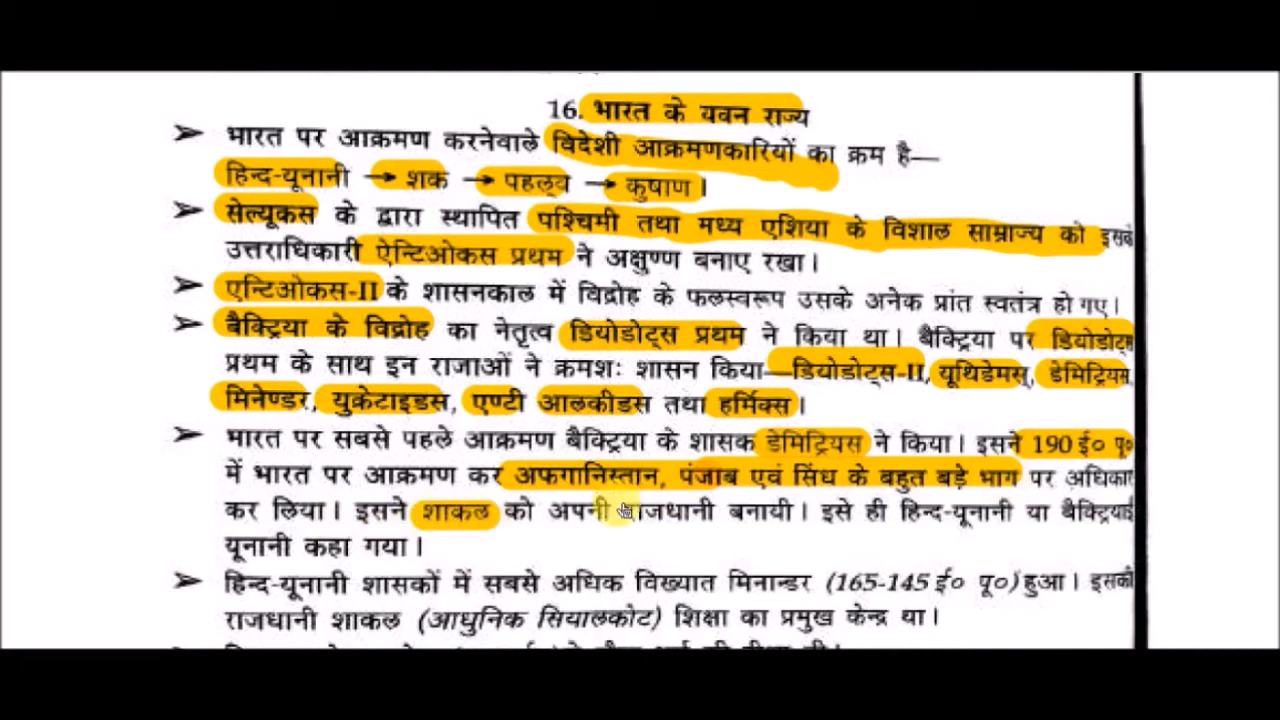 16. भारत के यवन राज्य
➤ भारत पर आक्रमण करनेवाले विदेशी आक्रमणकारियों का क्रम है—
हिन्द-यूनानी → शक → पहल्व → कुषाण।
➤ सेल्यूकस के द्वारा स्थापित पश्चिमी तथा मध्य एशिया के विशाल साम्राज्य को
उत्तराधिकारी ऐन्टिओकस प्रथम ने अक्षुण्ण बनाए रखा।
➤ एन्टिओकस-II के शासनकाल में विद्रोह के फलस्वरूप उसके अनेक प्रांत स्वतंत्र हो गए।
➤ बैक्ट्रिया के विद्रोह का नेतृत्व डियोडोट्स प्रथम ने किया था। बैक्ट्रिया पर
प्रथम के साथ इन राजाओं ने क्रमशः शासन किया—डियोडोट्स-II, यूथिडेमस, डेमिट्रियस,
मिनेण्डर, युक्रेटाइडस, एण्टी आलकीडस तथा हर्मिक्स।
➤ भारत पर सबसे पहले आक्रमण बैक्ट्रिया के शासक डेमिट्रियस ने किया। इसने 190 ई० पू०
में भारत पर आक्रमण कर अफगानिस्तान, पंजाब एवं सिंध के बहुत बड़े भाग पर
कर लिया। इसने शाकल को अपनी राजधानी बनायी। इसे ही हिन्द-यूनानी या
यूनानी कहा गया।
➤ हिन्द-यूनानी शासकों में सबसे अधिक विख्यात मिनान्डर (165-145 ई० पू०) हुआ।
राजधानी शाकल (आधुनिक सियालकोट) शिक्षा का प्रमुख केन्द्र था।